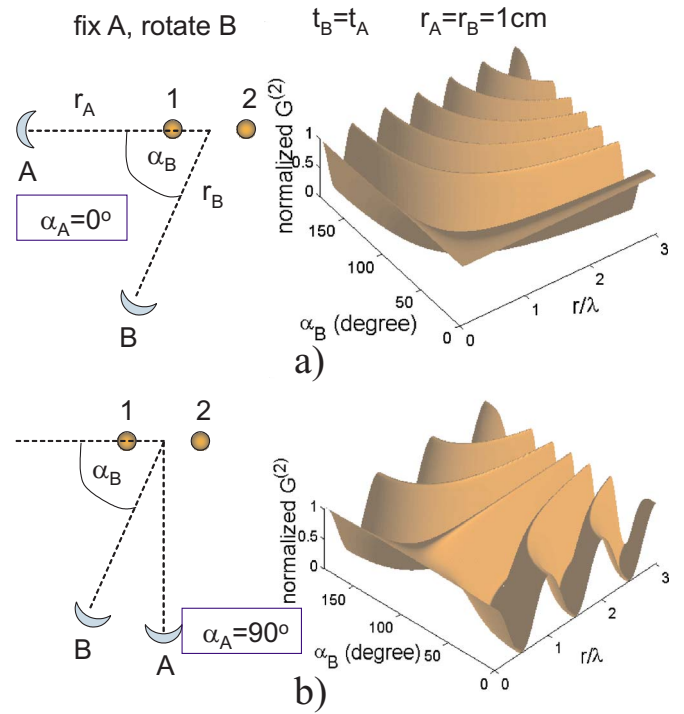 fix A, rotate B
t_B=t_A
r_A=r_B=1cm
r_A
1
2
α_B
r_B
A
α_A=0º
B
normalized G^(2)
1
0.5
0
150
100
50
0
α_B (degree)
0
1
2
3
r/λ
a)
1
2
α_B
B
A
α_A=90º
normalized G^(2)
1
0.5
0
150
100
50
0
α_B (degree)
0
1
2
3
r/λ
b)